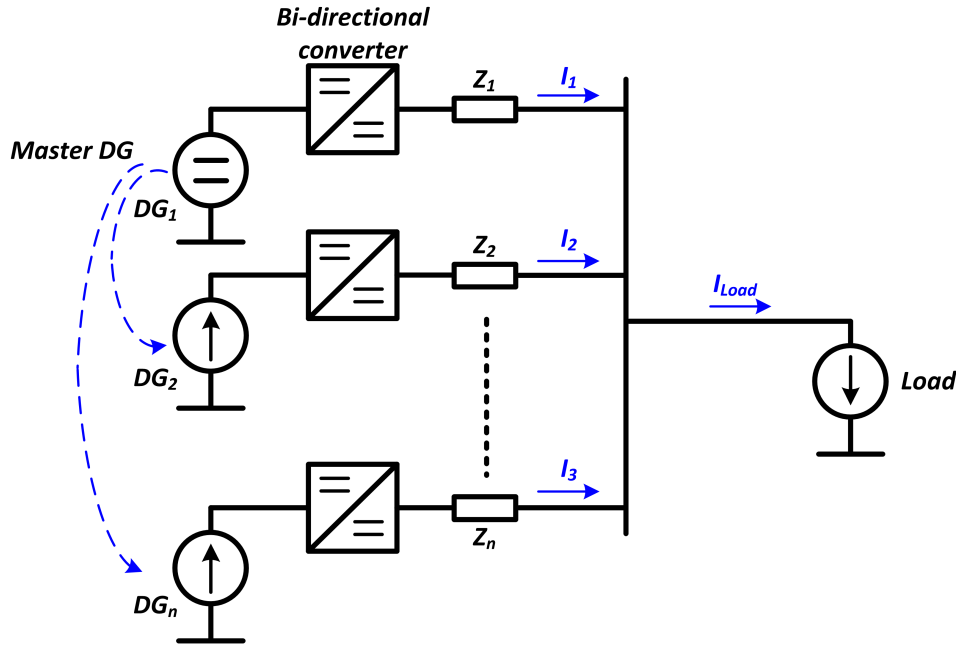 Bi-directional
converter
Z1
I1
Master DG
DG1
Z2
I2
ILoad
DG2
Load
I3
Zn
DGn